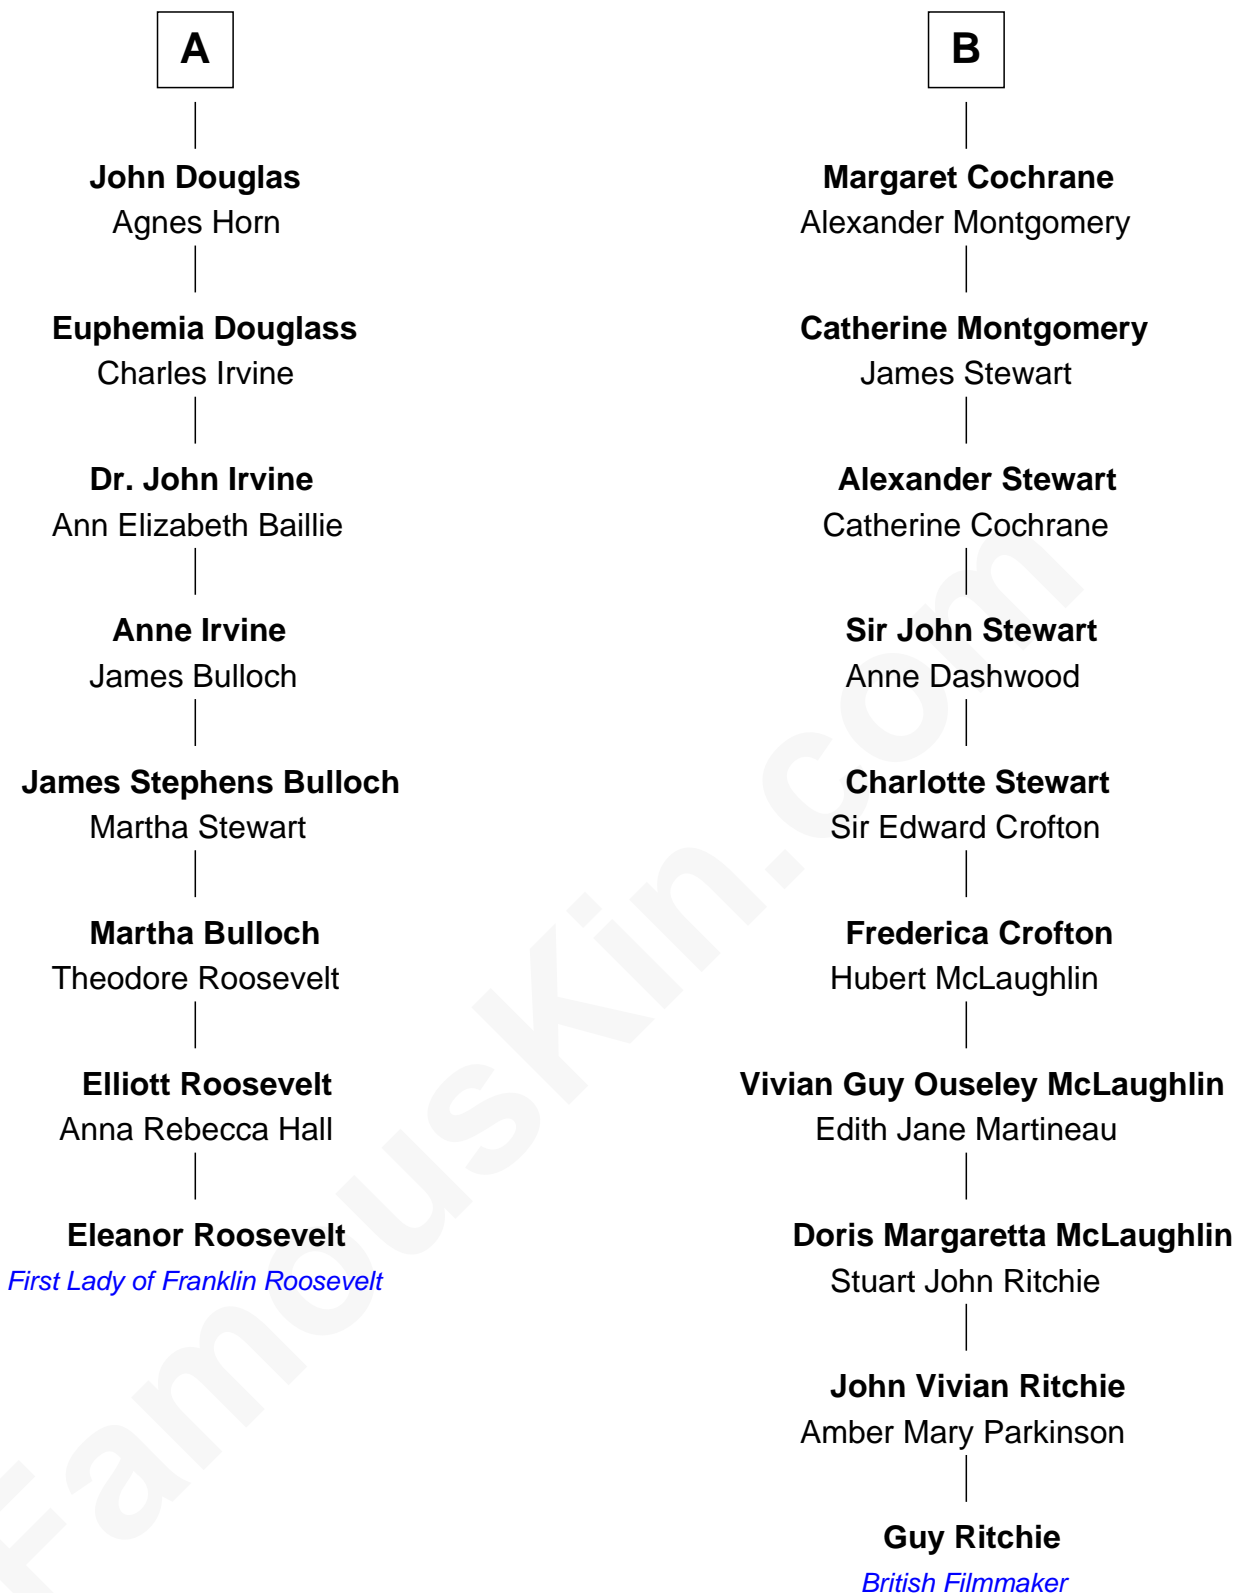 A
John Douglas
Agnes Horn
Euphemia Douglass
Charles Irvine
Dr. John Irvine
Ann Elizabeth Baillie
Anne Irvine
James Bulloch
James Stephens Bulloch
Martha Stewart
Martha Bulloch
Theodore Roosevelt
Elliott Roosevelt
Anna Rebecca Hall
Eleanor Roosevelt
First Lady of Franklin Roosevelt
B
Margaret Cochrane
Alexander Montgomery
Catherine Montgomery
James Stewart
Alexander Stewart
Catherine Cochrane
Sir John Stewart
Anne Dashwood
Charlotte Stewart
Sir Edward Crofton
Frederica Crofton
Hubert McLaughlin
Vivian Guy Ouseley McLaughlin
Edith Jane Martineau
Doris Margaretta McLaughlin
Stuart John Ritchie
John Vivian Ritchie
Amber Mary Parkinson
Guy Ritchie
British Filmmaker
FamousKin.com